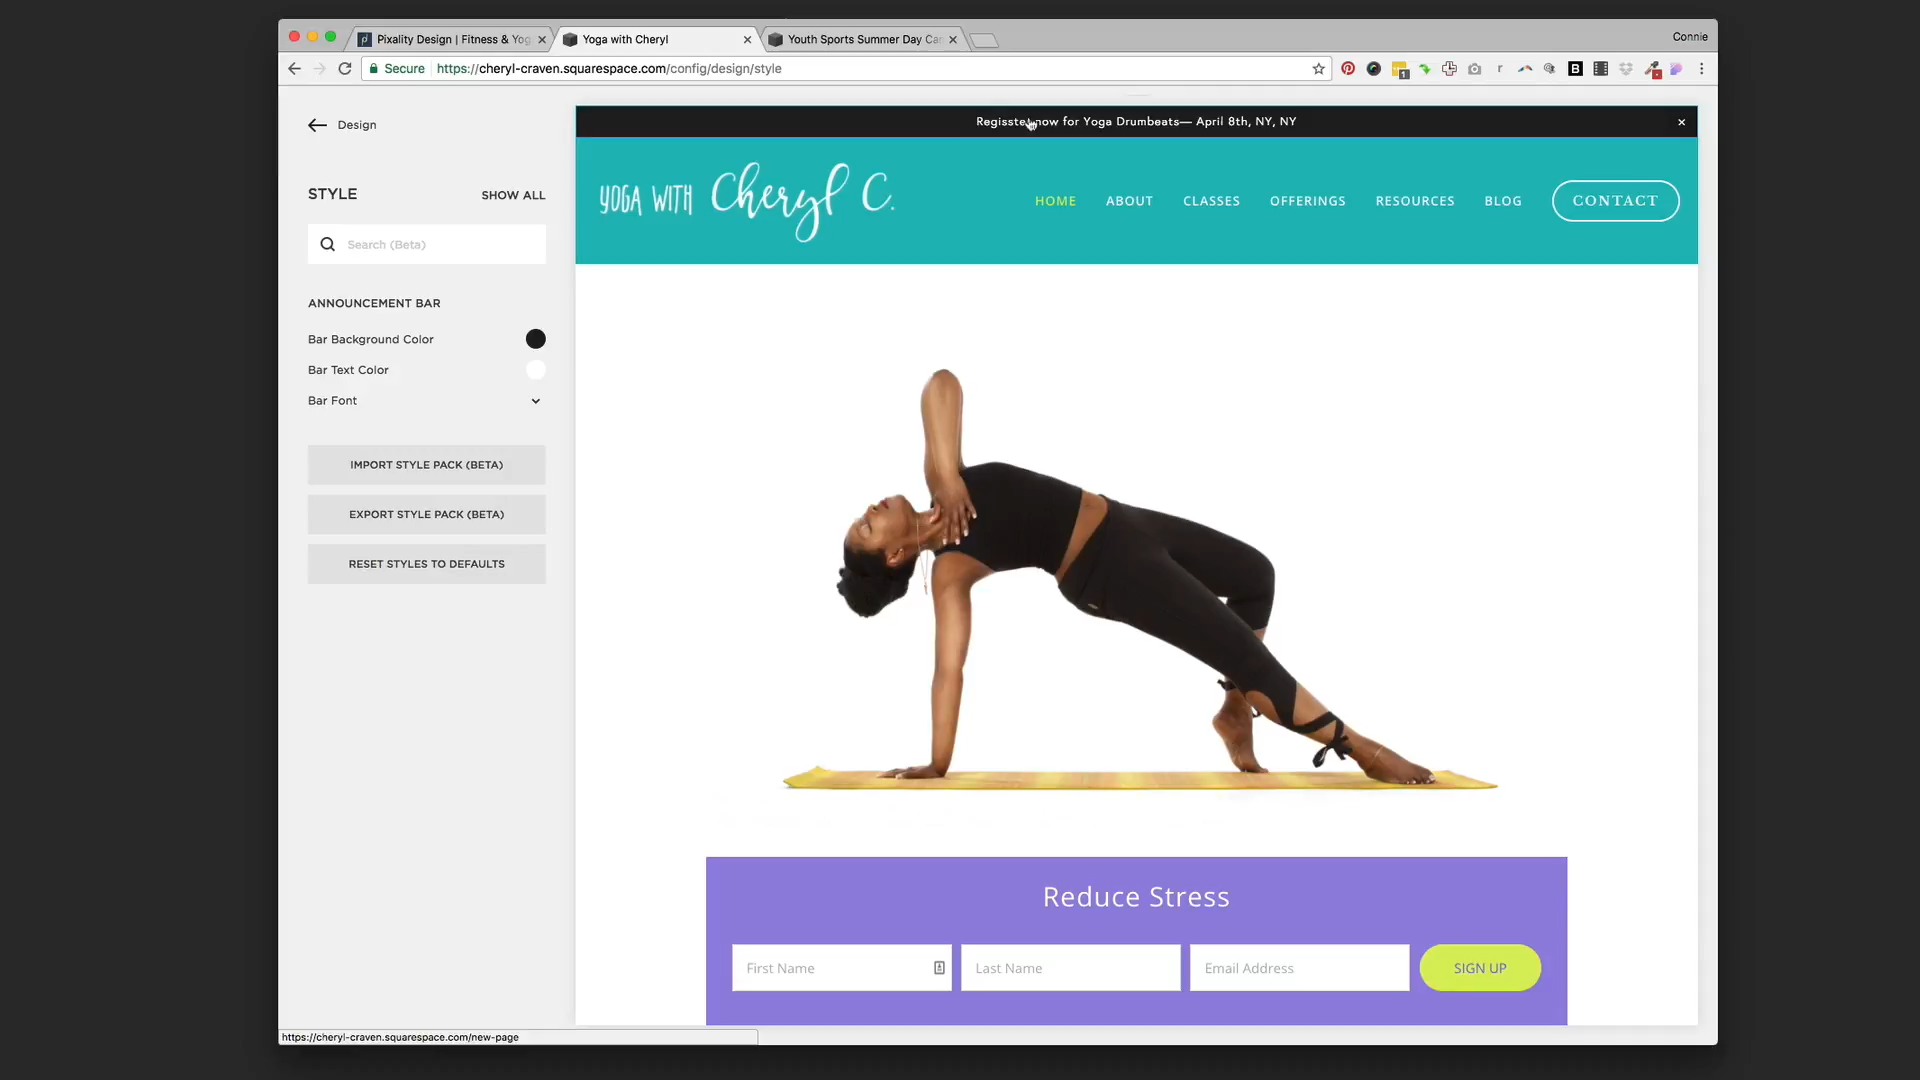 Pixality Design | Fitness & Yog
Yoga with Cheryl
Youth Sports Summer Day Ca
Connie
Secure
https://cheryl-craven.squarespace.com/config/design/style
Design
STYLE
SHOW ALL
Search (Beta)
ANNOUNCEMENT BAR
Bar Background Color
Bar Text Color
Bar Font
IMPORT STYLE PACK (BETA)
EXPORT STYLE PACK (BETA)
RESET STYLES TO DEFAULTS
now for Yoga Drumbeats— April 8th, NY, NY
YOGA WITH Cheryl C.
HOME
ABOUT
CLASSES
OFFERINGS
RESOURCES
BLOG
CONTACT
Reduce Stress
First Name
Last Name
Email Address
SIGN UP
https://cheryl-craven.squarespace.com/new-page